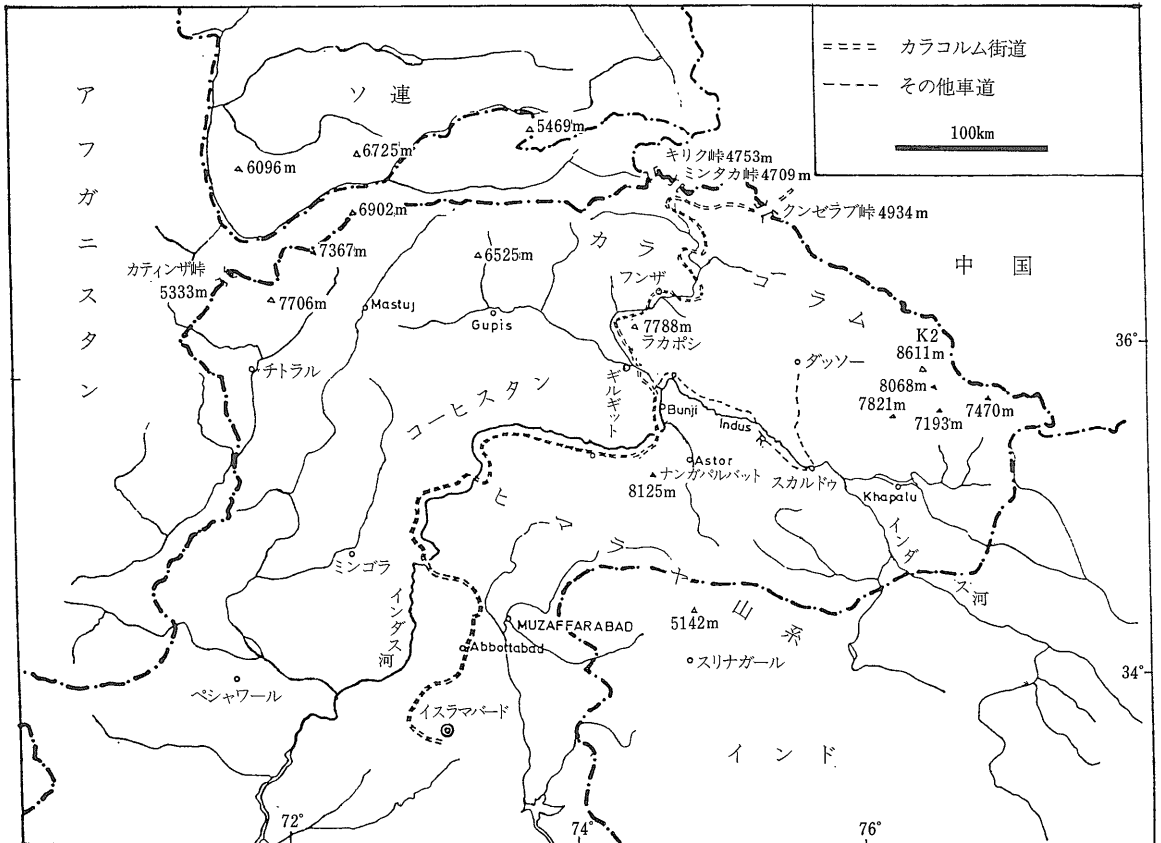 カラコルム街道
その他車道
100km
アフガニスタン
ソ連
5469m
6725m
6096m
キリク峠4753m
ミンタカ峠4709m
クンゼラブ峠4934m
6902m
7367m
6525m
カラコラム
中国
カティンザ峠
5333m
7706m
Mastuj
Gupis
フンザ
7788m
ラカポシ
K2
8611m
36°
ダッソー
8068m
7821m
7193m
7470m
チトラル
ギルギット
コーヒスタン
Bunji
Indus R.
Astor
ナンガパルバット
8125m
スカルドゥ
Khapalu
ヒマラヤ山系
インダス河
ミンゴラ
インダス河
MUZAFFARABAD
5142m
Abbottabad
スリナガール
34°
ペシャワール
イスラマバード
インド
72°
74°
76°